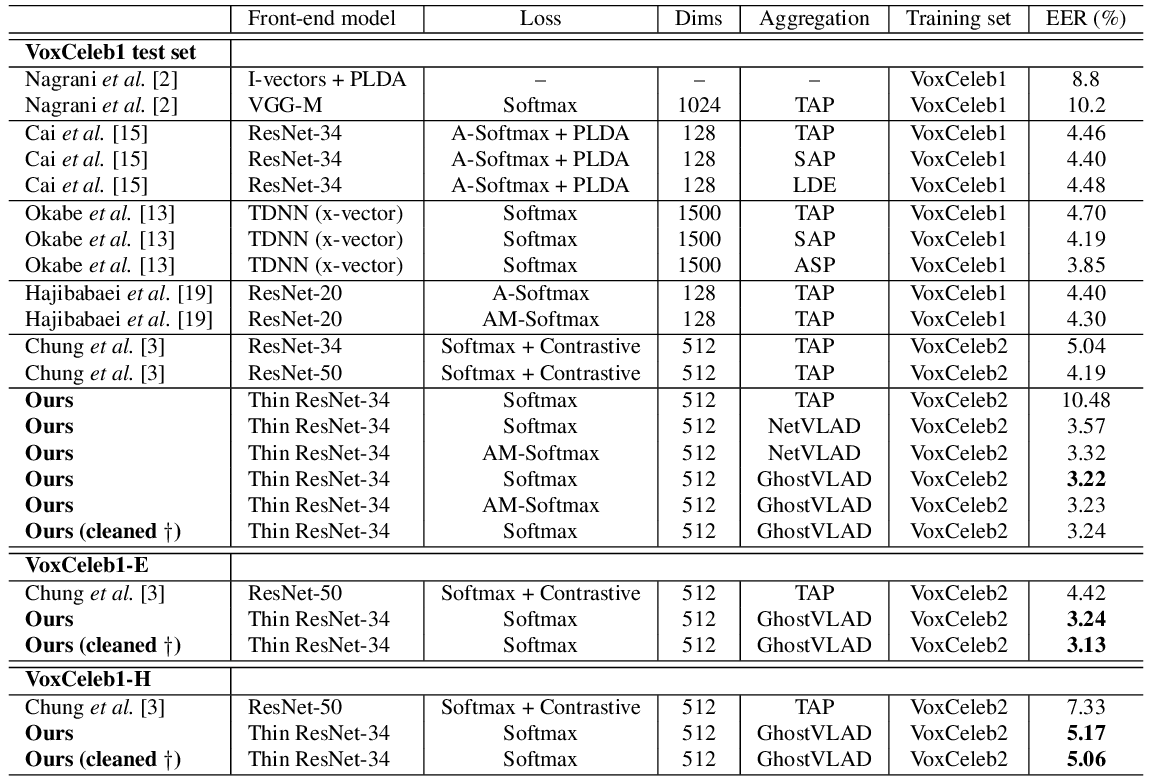 Front-end model Loss Dims Aggregation Training set EER (%)
VoxCeleb1 test set
Nagrani et al. [2] I-vectors + PLDA – – – VoxCeleb1 8.8
Nagrani et al. [2] VGG-M Softmax 1024 TAP VoxCeleb1 10.2
Cai et al. [15] ResNet-34 A-Softmax + PLDA 128 TAP VoxCeleb1 4.46
Cai et al. [15] ResNet-34 A-Softmax + PLDA 128 SAP VoxCeleb1 4.40
Cai et al. [15] ResNet-34 A-Softmax + PLDA 128 LDE VoxCeleb1 4.48
Okabe et al. [13] TDNN (x-vector) Softmax 1500 TAP VoxCeleb1 4.70
Okabe et al. [13] TDNN (x-vector) Softmax 1500 SAP VoxCeleb1 4.19
Okabe et al. [13] TDNN (x-vector) Softmax 1500 ASP VoxCeleb1 3.85
Hajibabaei et al. [19] ResNet-20 A-Softmax 128 TAP VoxCeleb1 4.40
Hajibabaei et al. [19] ResNet-20 AM-Softmax 128 TAP VoxCeleb1 4.30
Chung et al. [3] ResNet-34 Softmax + Contrastive 512 TAP VoxCeleb2 5.04
Chung et al. [3] ResNet-50 Softmax + Contrastive 512 TAP VoxCeleb2 4.19
Ours Thin ResNet-34 Softmax 512 TAP VoxCeleb2 10.48
Ours Thin ResNet-34 Softmax 512 NetVLAD VoxCeleb2 3.57
Ours Thin ResNet-34 AM-Softmax 512 NetVLAD VoxCeleb2 3.32
Ours Thin ResNet-34 Softmax 512 GhostVLAD VoxCeleb2 3.22
Ours Thin ResNet-34 AM-Softmax 512 GhostVLAD VoxCeleb2 3.23
Ours (cleaned †) Thin ResNet-34 Softmax 512 GhostVLAD VoxCeleb2 3.24
VoxCeleb1-E
Chung et al. [3] ResNet-50 Softmax + Contrastive 512 TAP VoxCeleb2 4.42
Ours Thin ResNet-34 Softmax 512 GhostVLAD VoxCeleb2 3.24
Ours (cleaned †) Thin ResNet-34 Softmax 512 GhostVLAD VoxCeleb2 3.13
VoxCeleb1-H
Chung et al. [3] ResNet-50 Softmax + Contrastive 512 TAP VoxCeleb2 7.33
Ours Thin ResNet-34 Softmax 512 GhostVLAD VoxCeleb2 5.17
Ours (cleaned †) Thin ResNet-34 Softmax 512 GhostVLAD VoxCeleb2 5.06